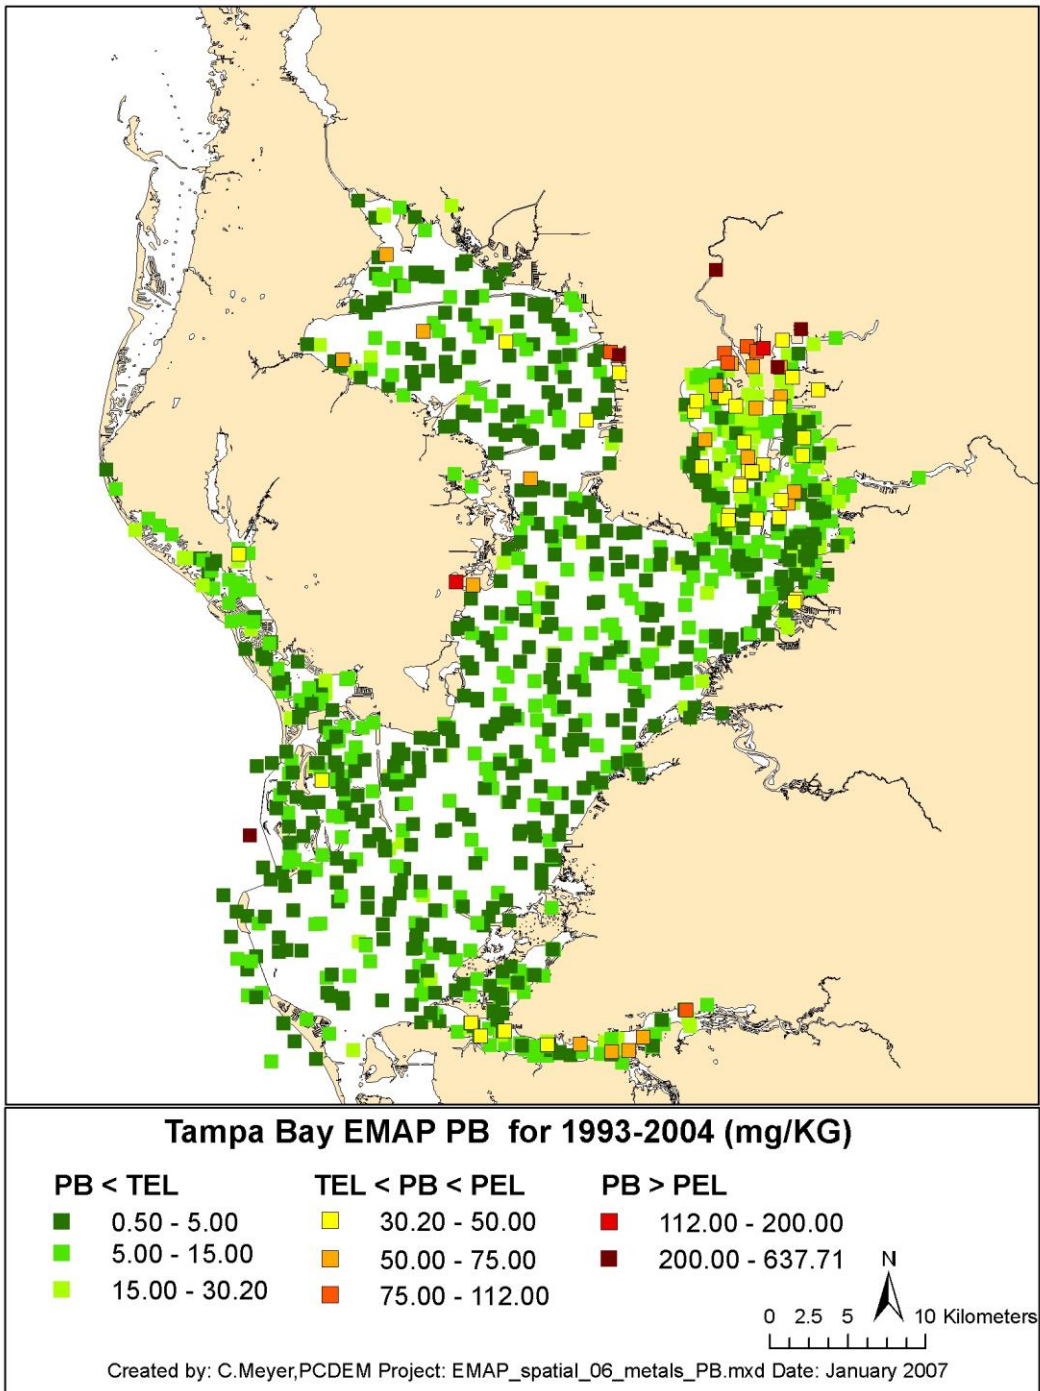 Tampa Bay EMAP PB for 1993-2004 (mg/KG)
PB < TEL
0.50 - 5.00
5.00 - 15.00
15.00 - 30.20
TEL < PB < PEL
30.20 - 50.00
50.00 - 75.00
75.00 - 112.00
PB > PEL
112.00 - 200.00
200.00 - 637.71
N
0 2.5 5 10 Kilometers
Created by: C.Meyer,PCDEM Project: EMAP_spatial_06_metals_PB.mxd Date: January 2007